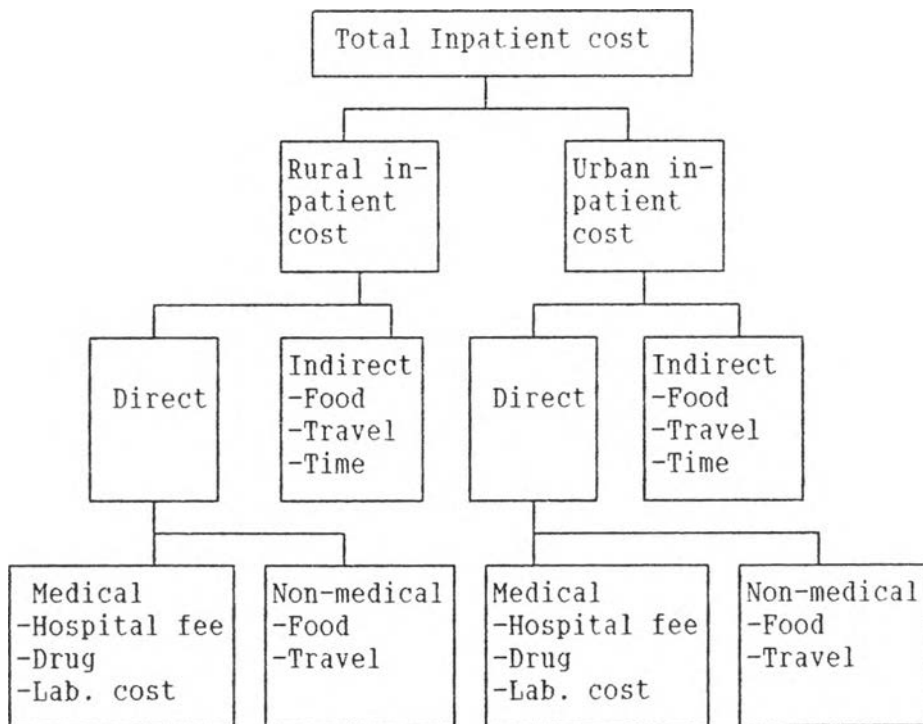 Total Inpatient cost
Rural in-
patient
cost
Urban in-
patient
cost
Direct
Indirect
-Food
-Travel
-Time
Direct
Indirect
-Food
-Travel
-Time
Medical
-Hospital fee
-Drug
-Lab. cost
Non-medical
-Food
-Travel
Medical
-Hospital fee
-Drug
-Lab. cost
Non-medical
-Food
-Travel